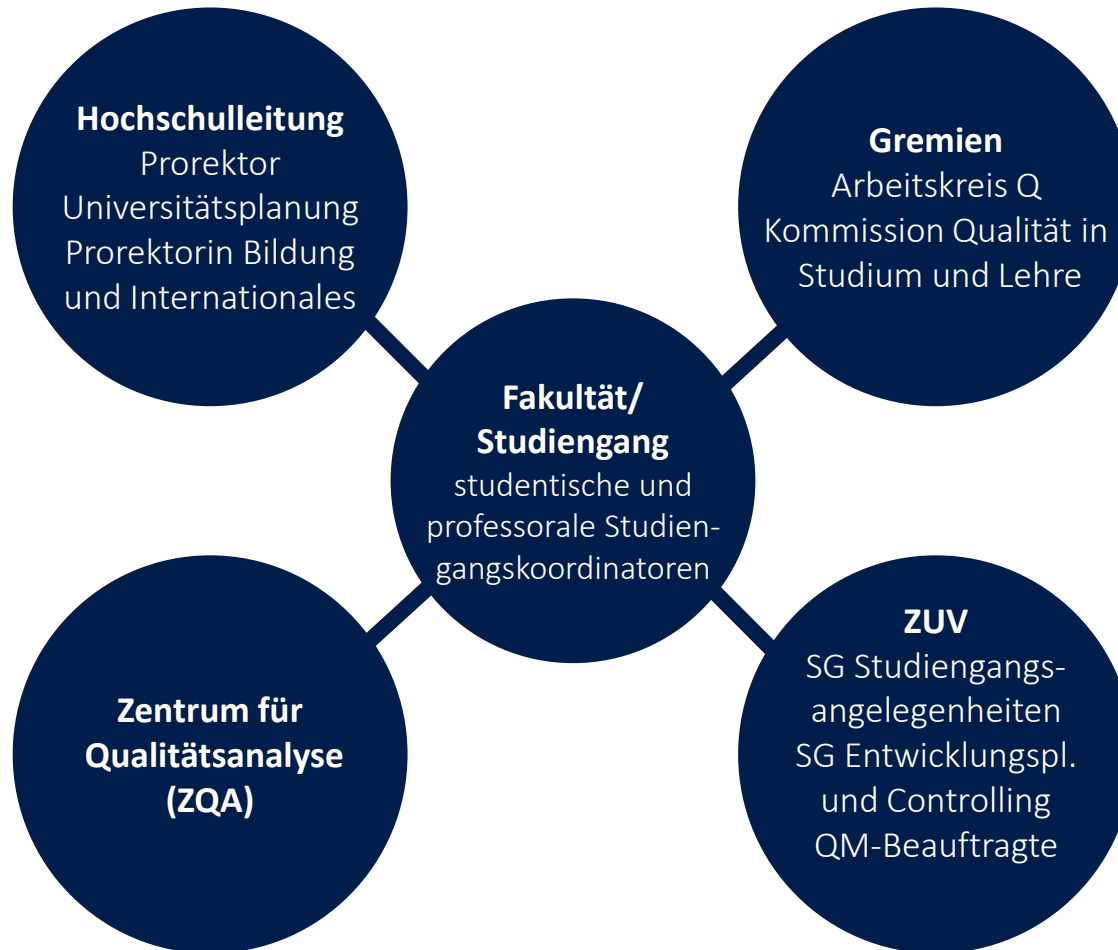 Hochschulleitung
Prorektor
Universitätsplanung
Prorektorin Bildung
und Internationales
Gremien
Arbeitskreis Q
Kommission Qualität in
Studium und Lehre
Fakultät/
Studiengang
studentische und
professorale Studien-
gangskoordinatoren
Zentrum für
Qualitätsanalyse
(ZQA)
ZUV
SG Studiengangs-
angelegenheiten
SG Entwicklungspl.
und Controlling
QM-Beauftragte